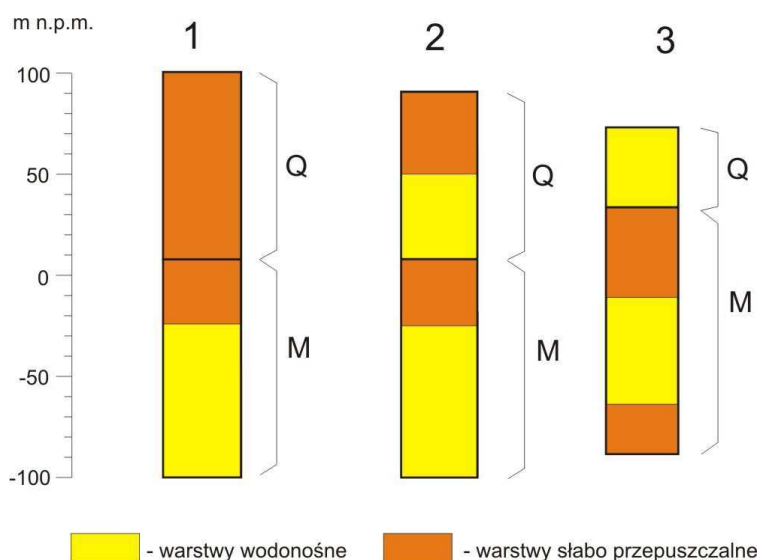 m n.p.m.
1
2
3
100
50
0
-50
-100
Q
M
Q
M
Q
M
- warstwy wodonośne
- warstwy słabo przepuszczalne